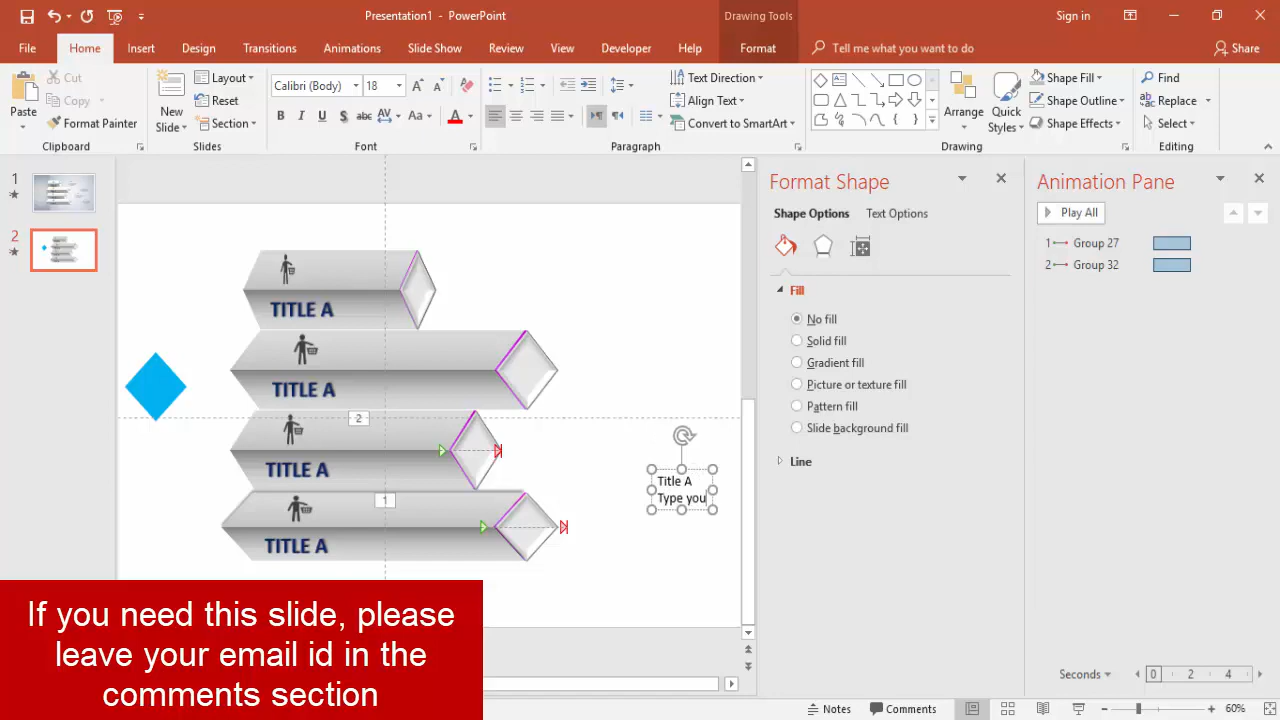 Presentation1 - PowerPoint
Drawing Tools
Sign in
File
Home
Insert
Design
Transitions
Animations
Slide Show
Review
View
Developer
Help
Format
Tell me what you want to do
Share
Paste
Cut
Copy
Format Painter
Clipboard
New
Slide
Layout
Reset
Section
Slides
Calibri (Body)
18
B I U S abc AV Aa A
Font
Text Direction
Align Text
Convert to SmartArt
Paragraph
Arrange
Quick
Styles
Shape Fill
Shape Outline
Shape Effects
Drawing
Find
Replace
Select
Editing
1
2
TITLE A
TITLE A
2
TITLE A
1
TITLE A
Title A
Type you
Format Shape
Shape Options
Text Options
Fill
No fill
Solid fill
Gradient fill
Picture or texture fill
Pattern fill
Slide background fill
Line
Animation Pane
Play All
1 Group 27
2 Group 32
Seconds
0 2 4
If you need this slide, please
leave your email id in the
comments section
Notes
Comments
60%